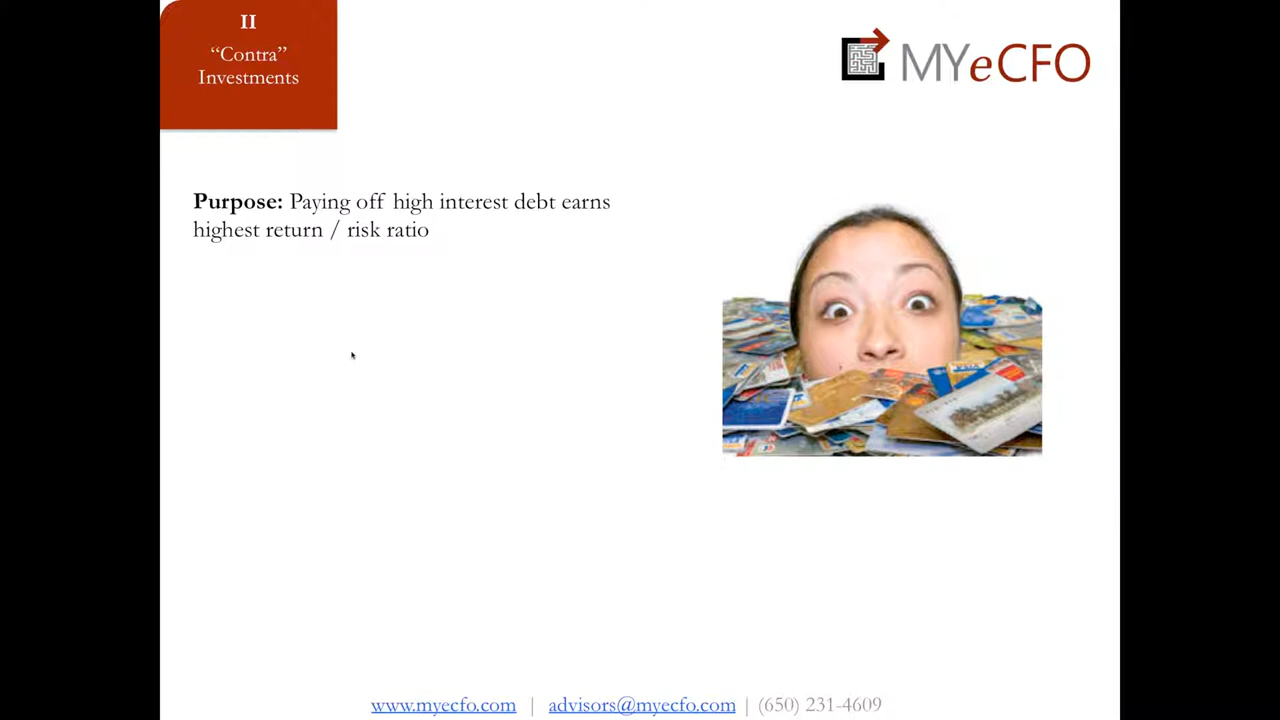 II
“Contra”
Investments
MYeCFO
Purpose: Paying off high interest debt earns
highest return / risk ratio
www.myecfo.com | advisors@myecfo.com | (650) 231-4609